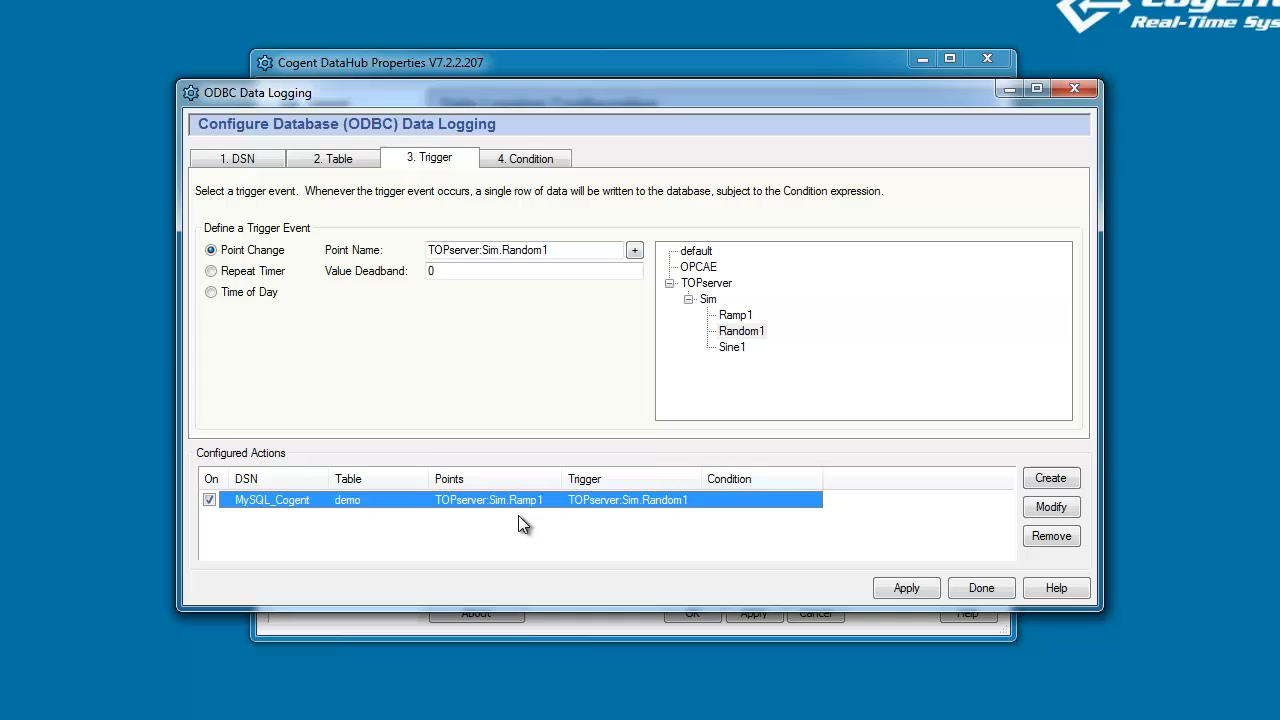 Real-Time Sys
Cogent DataHub Properties V7.2.2.207
ODBC Data Logging
Configure Database (ODBC) Data Logging
1. DSN
2. Table
3. Trigger
4. Condition
Select a trigger event. Whenever the trigger event occurs, a single row of data will be written to the database, subject to the Condition expression.
Define a Trigger Event
Point Change
Point Name:
TOPserver:Sim.Random1
+
Repeat Timer
Value Deadband:
0
Time of Day
default
OPCAE
TOPserver
Sim
Ramp1
Random1
Sine1
Configured Actions
On
DSN
Table
Points
Trigger
Condition
MySQL_Cogent
demo
TOPserver:Sim.Ramp1
TOPserver:Sim.Random1
Create
Modify
Remove
Apply
Done
Help
About
OK
Apply
Cancel
Help